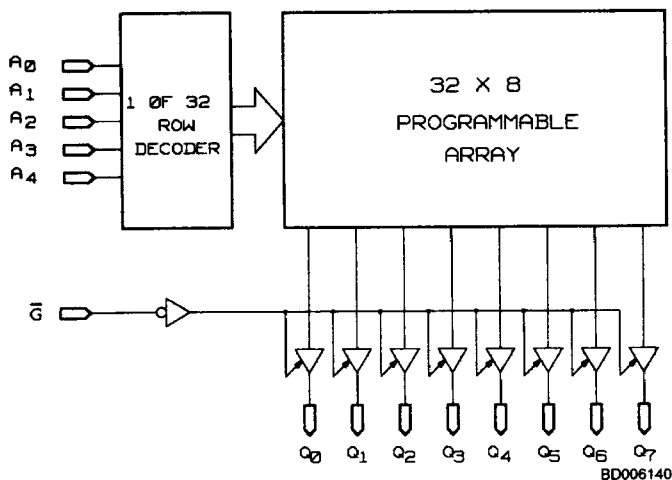 A0
A1
A2
A3
A4
1 OF 32
ROW
DECODER
32 X 8
PROGRAMMABLE
ARRAY
G̅
Q0 Q1 Q2 Q3 Q4 Q5 Q6 Q7
BD006140